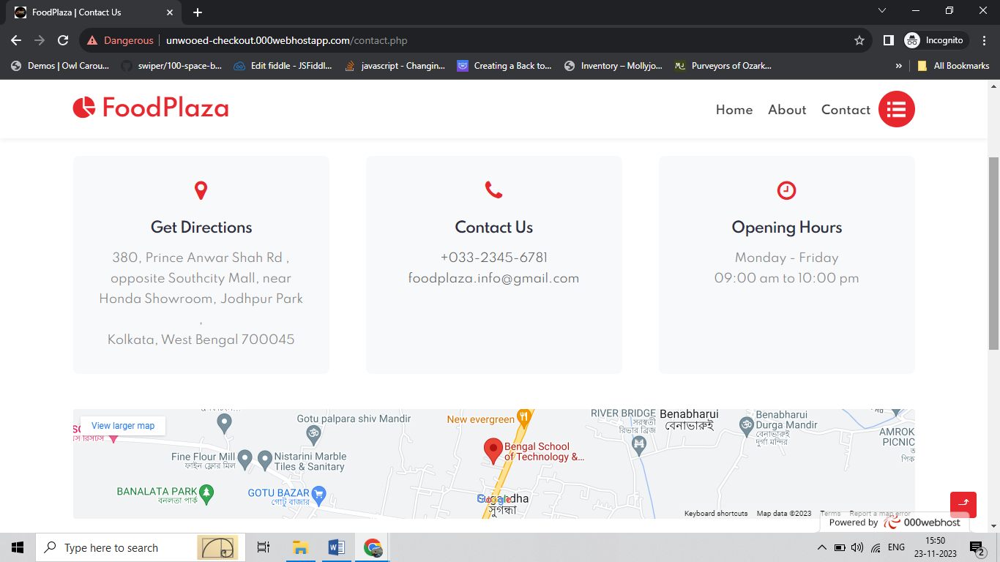 FoodPlaza | Contact Us
Dangerous
unwooed-checkout.000webhostapp.com/contact.php
Incognito
Demos | Owl Carou...
swiper/100-space-b...
Edit fiddle - JSFiddl...
javascript - Changin...
Creating a Back to...
Inventory – Mollyjo...
Purveyors of Ozark...
»
All Bookmarks
FoodPlaza
Home
About
Contact
Get Directions
380, Prince Anwar Shah Rd ,
opposite Southcity Mall, near
Honda Showroom, Jodhpur Park
,
Kolkata, West Bengal 700045
Contact Us
+033-2345-6781
foodplaza.info@gmail.com
Opening Hours
Monday - Friday
09:00 am to 10:00 pm
View larger map
Gotu palpara shiv Mandir
New evergreen
RIVER BRIDGE
সরস্বতী
রিভার ব্রিজ
Benabharui
বেনাভারুই
Benabharui
Durga Mandir
বেনাভারুই
দুর্গা মন্দির
AMROK
PICNIC
পিক
Bengal School
of Technology &...
Fine Flour Mill
ফাইন ফ্লোর মিল
Nistarini Marble
Tiles & Sanitary
BANALATA PARK
বনলতা পার্ক
GOTU BAZAR
গোটু বাজার
Google
Sugandha
সুগন্ধা
Keyboard shortcuts
Map data ©2023
Terms
Report a map error
Powered by 000webhost
Type here to search
ENG
15:50
23-11-2023
2